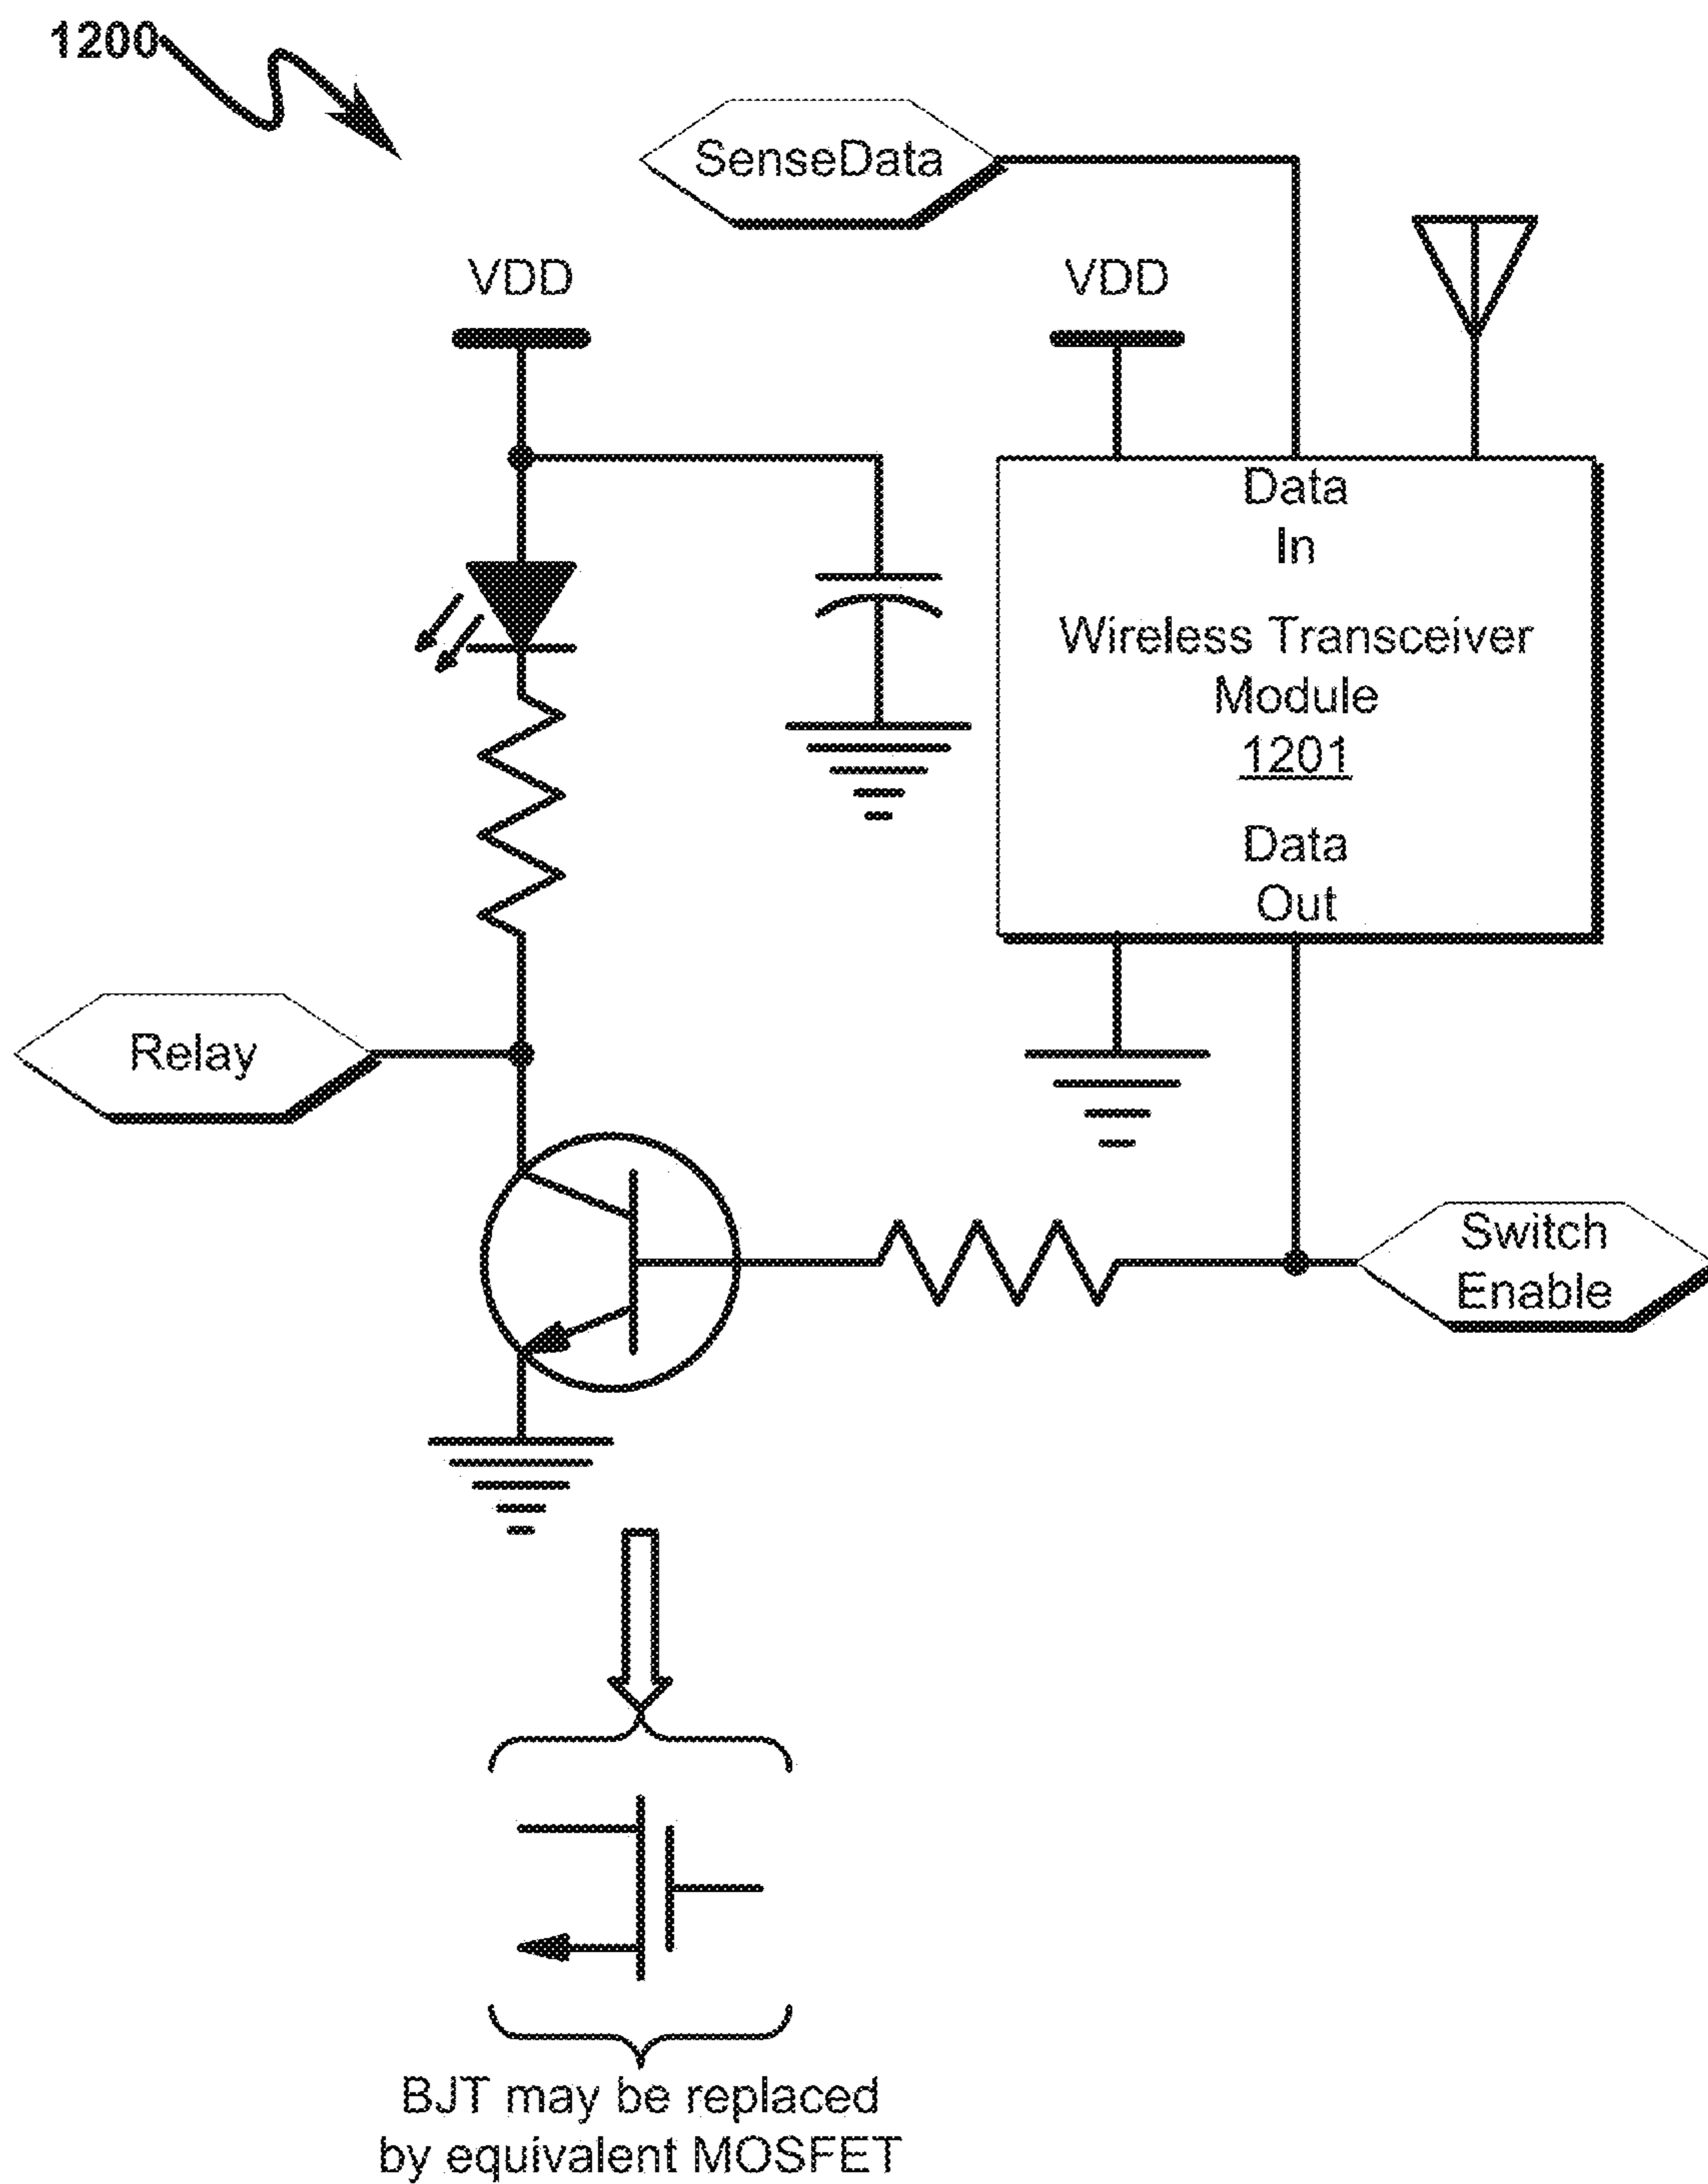 1200
SenseData
VDD
VDD
Data
In
Wireless Transceiver
Module
1201
Data
Out
Relay
Switch
Enable
BJT may be replaced
by equivalent MOSFET